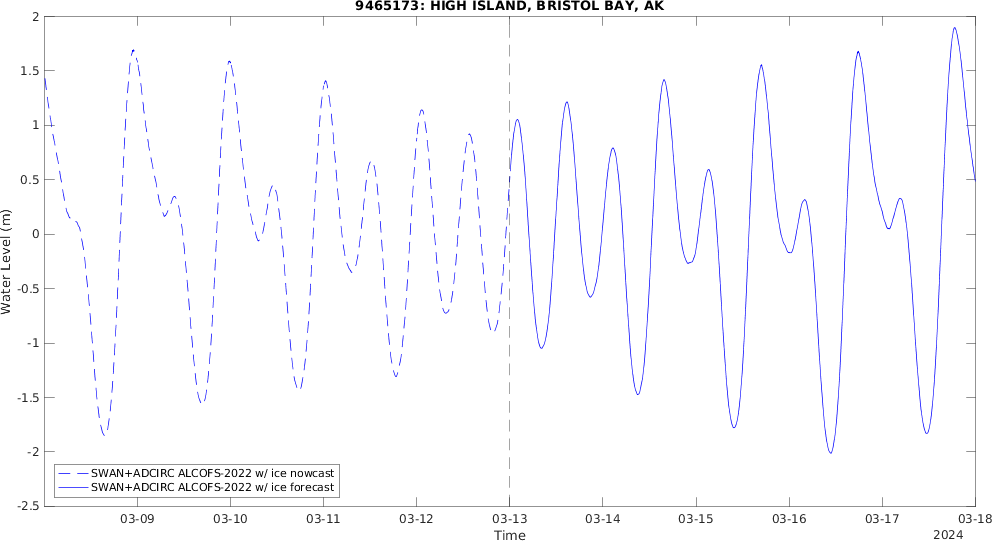 9465173: HIGH ISLAND, BRISTOL BAY, AK
2
1.5
1
0.5
0
-0.5
-1
-1.5
-2
-2.5
Water Level (m)
SWAN+ADCIRC ALCOFS-2022 w/ ice nowcast
SWAN+ADCIRC ALCOFS-2022 w/ ice forecast
03-09 03-10 03-11 03-12 03-13 03-14 03-15 03-16 03-17 03-18
Time
2024